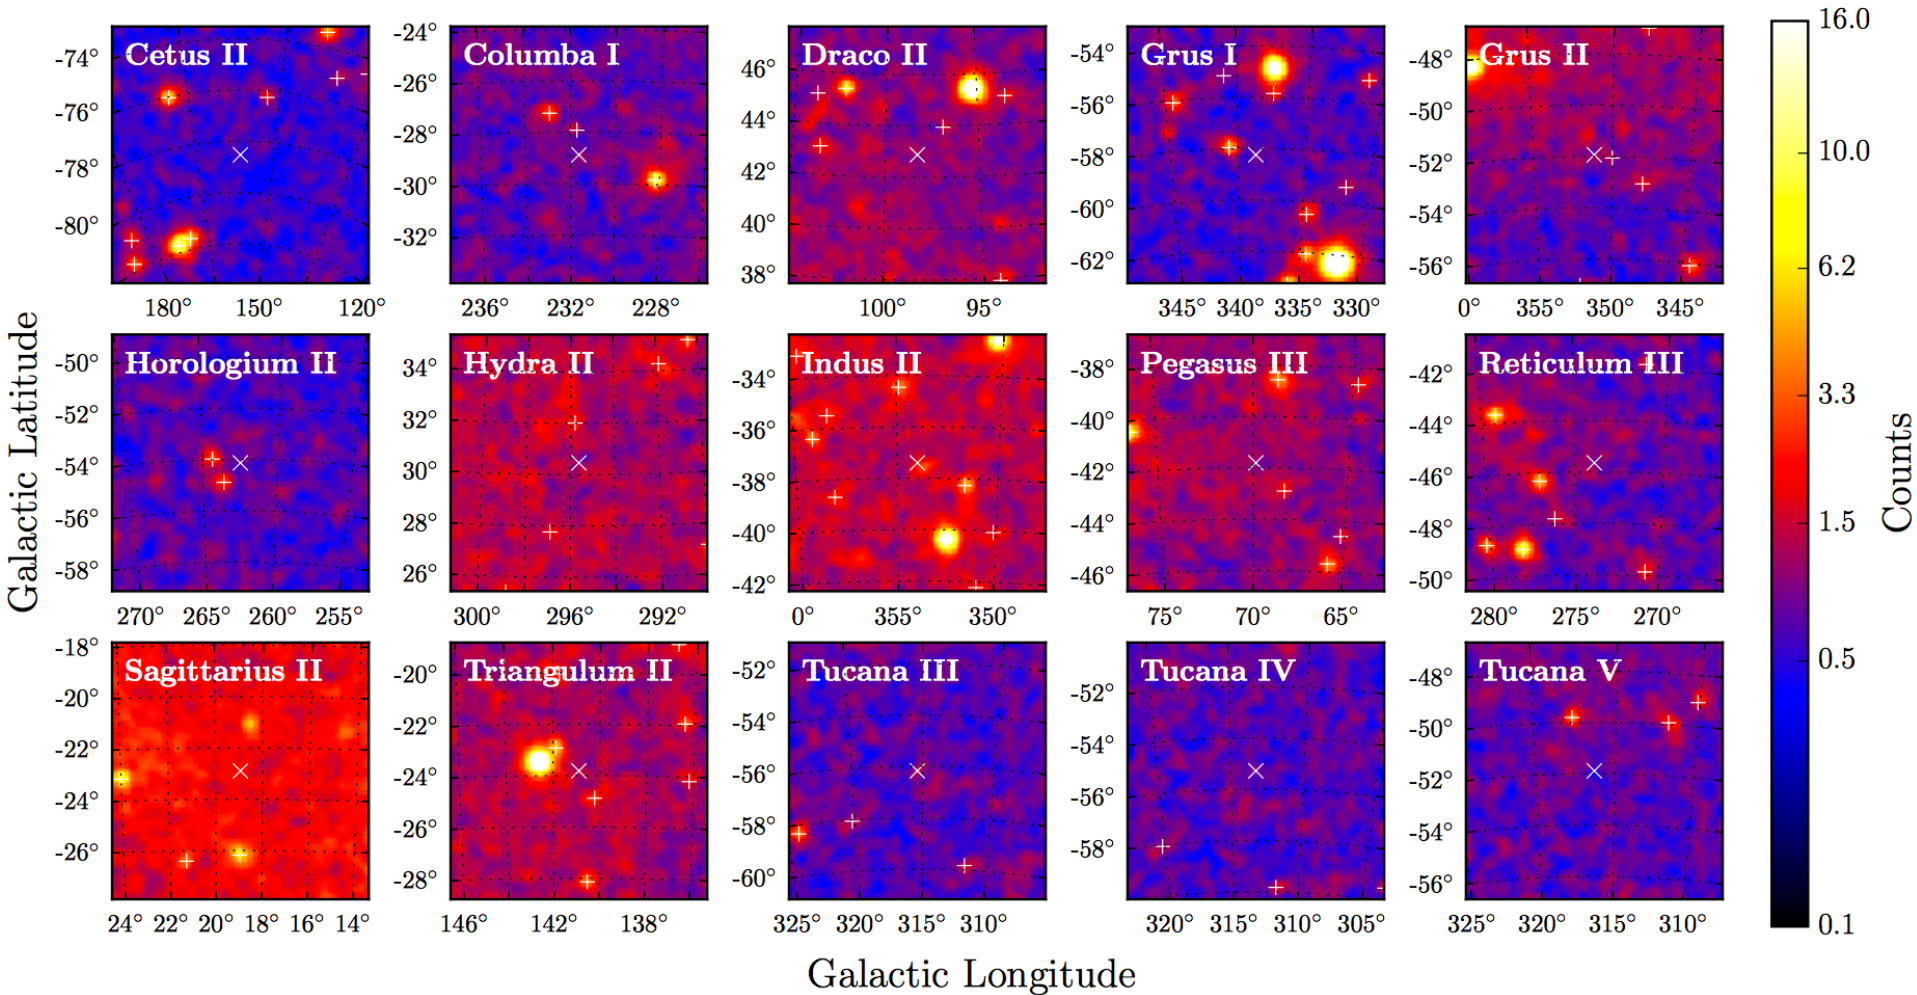 Cetus II
-74°
-76°
-78°
-80°
180° 150° 120°
Columba I
-24°
-26°
-28°
-30°
-32°
236° 232° 228°
Draco II
46°
44°
42°
40°
38°
100° 95°
Grus I
-54°
-56°
-58°
-60°
-62°
345° 340° 335° 330°
Grus II
-48°
-50°
-52°
-54°
-56°
0° 355° 350° 345°
Horologium II
-50°
-52°
-54°
-56°
-58°
270° 265° 260° 255°
Hydra II
34°
32°
30°
28°
26°
300° 296° 292°
Indus II
-34°
-36°
-38°
-40°
-42°
0° 355° 350°
Pegasus III
-38°
-40°
-42°
-44°
-46°
75° 70° 65°
Reticulum III
-42°
-44°
-46°
-48°
-50°
280° 275° 270°
Sagittarius II
-18°
-20°
-22°
-24°
-26°
24° 22° 20° 18° 16° 14°
Triangulum II
-20°
-22°
-24°
-26°
-28°
146° 142° 138°
Tucana III
-52°
-54°
-56°
-58°
-60°
325° 320° 315° 310°
Tucana IV
-52°
-54°
-56°
-58°
320° 315° 310° 305°
Tucana V
-48°
-50°
-52°
-54°
-56°
325° 320° 315° 310°
Galactic Latitude
Galactic Longitude
16.0
10.0
6.2
3.3
1.5
0.5
0.1
Counts